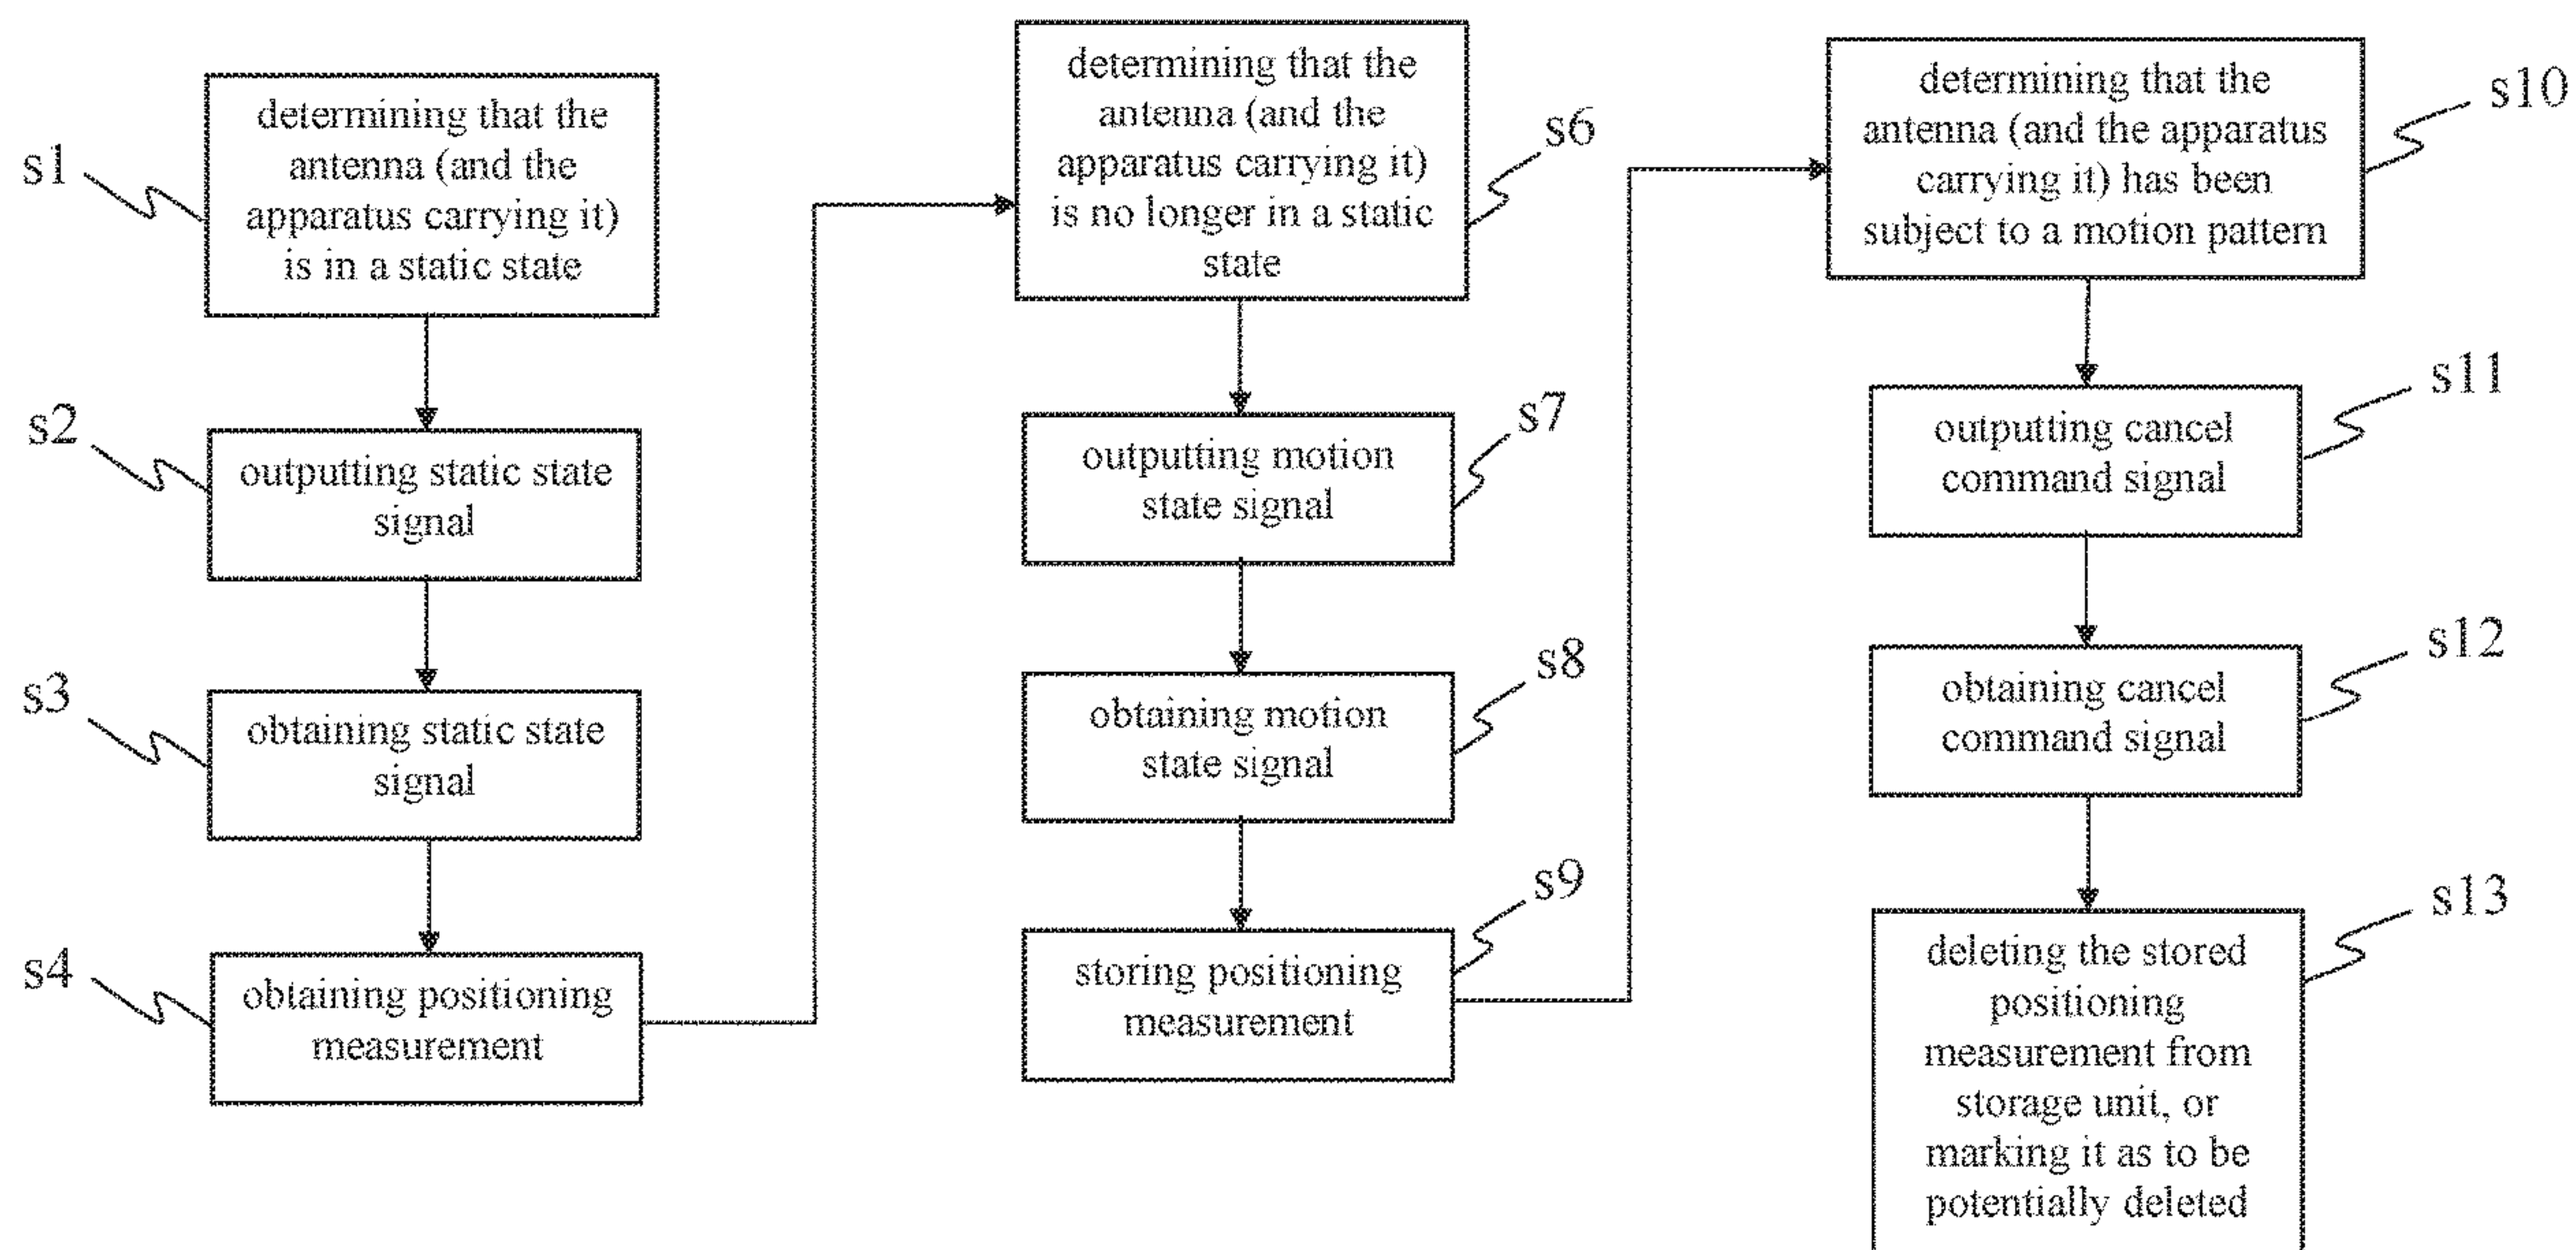 s1
determining that the
antenna (and the
apparatus carrying it)
is in a static state
s2
outputting static state
signal
s3
obtaining static state
signal
s4
obtaining positioning
measurement
determining that the
antenna (and the
apparatus carrying it)
is no longer in a static
state
s6
outputting motion
state signal
s7
obtaining motion
state signal
s8
storing positioning
measurement
s9
determining that the
antenna (and the apparatus
carrying it) has been
subject to a motion pattern
s10
outputting cancel
command signal
s11
obtaining cancel
command signal
s12
deleting the stored
positioning
measurement from
storage unit, or
marking it as to be
potentially deleted
s13